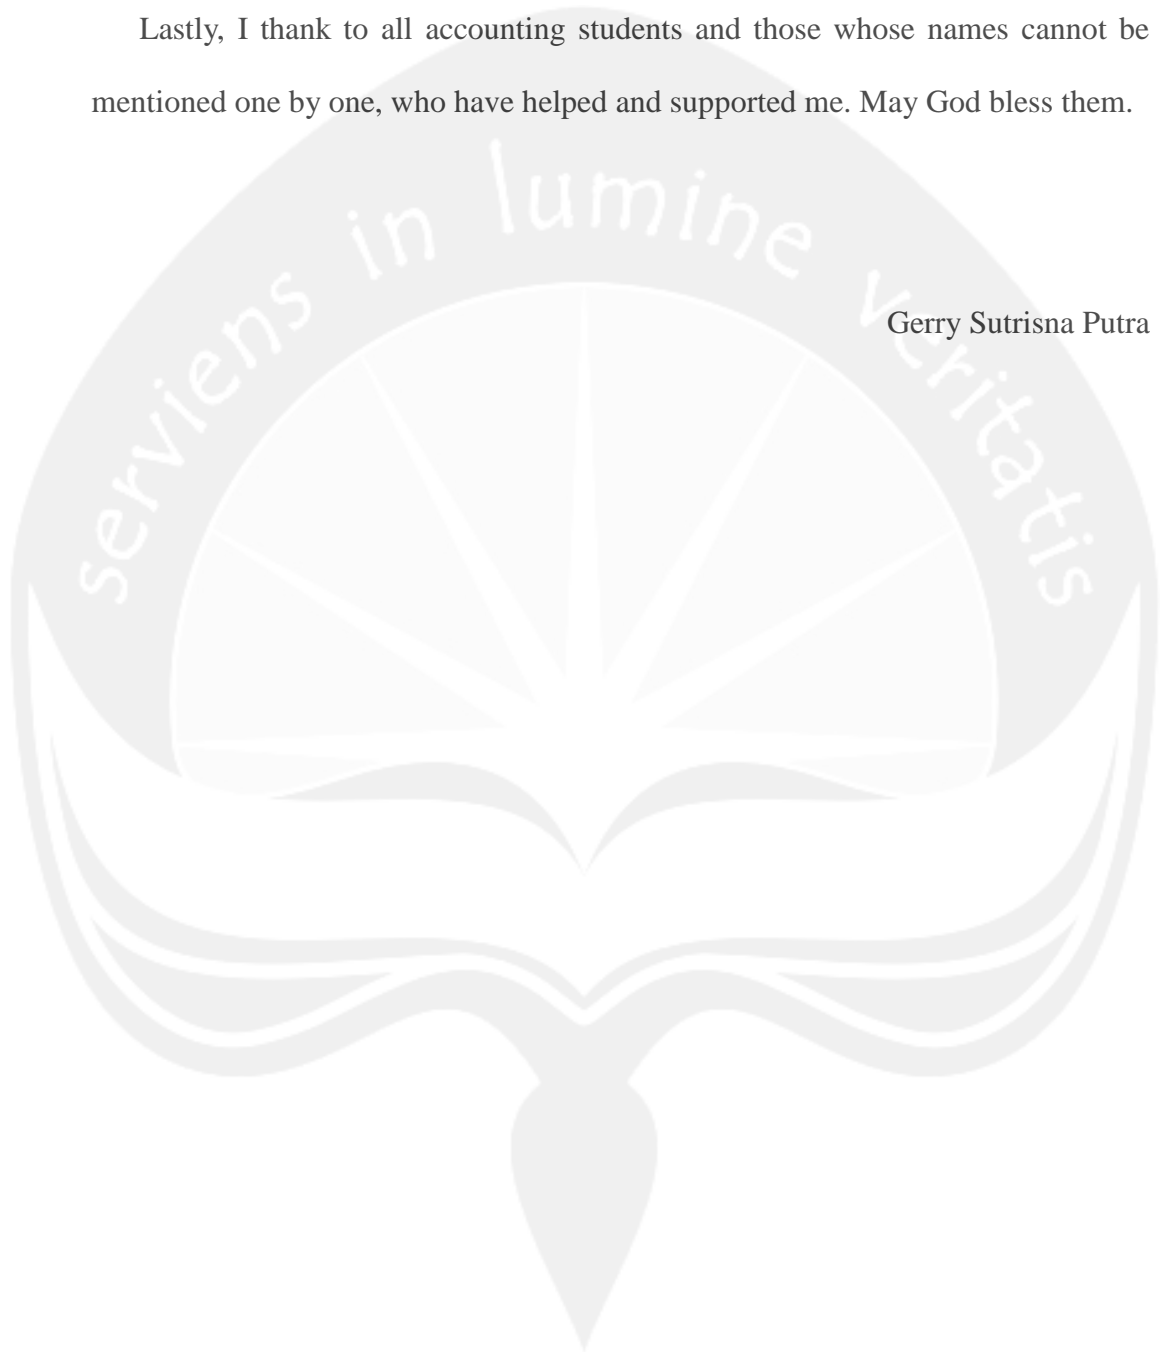 Lastly, I thank to all accounting students and those whose names cannot be
mentioned one by one, who have helped and supported me. May God bless them.
serviens in lumine veritatis
Gerry Sutrisna Putra